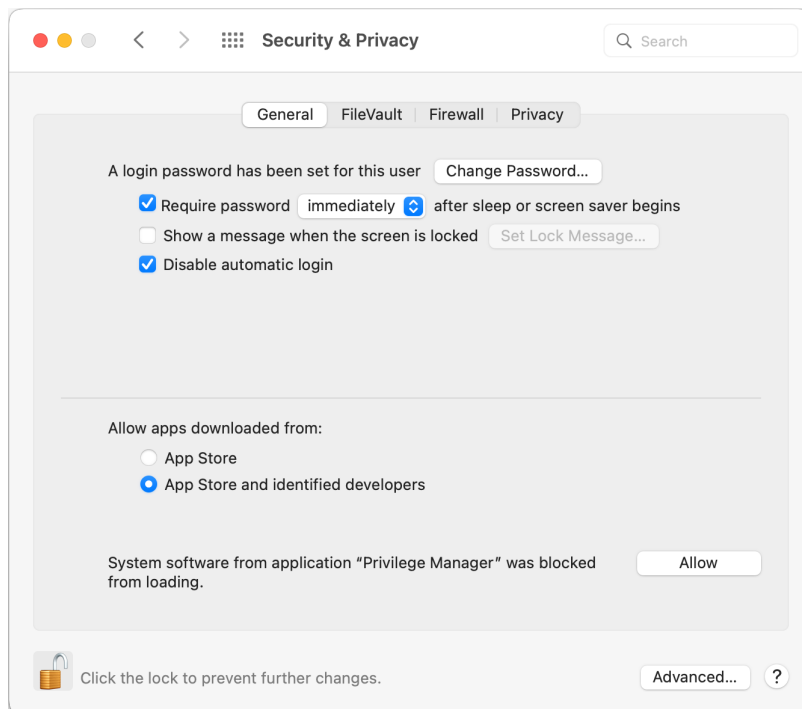 Security & Privacy
Search
General FileVault Firewall Privacy
A login password has been set for this user Change Password...
Require password immediately after sleep or screen saver begins
Show a message when the screen is locked Set Lock Message...
Disable automatic login
Allow apps downloaded from:
App Store
App Store and identified developers
System software from application “Privilege Manager” was blocked
from loading.
Allow
Click the lock to prevent further changes.
Advanced... ?